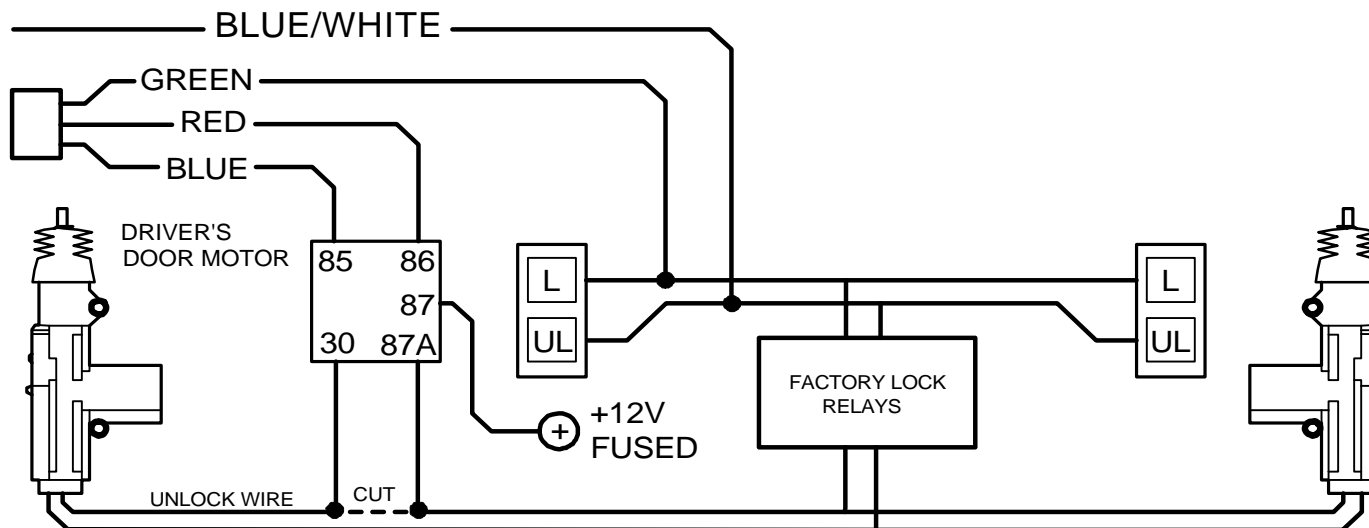 BLUE/WHITE
GREEN
RED
BLUE
DRIVER'S
DOOR MOTOR
85 86
87
30 87A
L
UL
L
UL
FACTORY LOCK
RELAYS
+
+12V
FUSED
UNLOCK WIRE
CUT